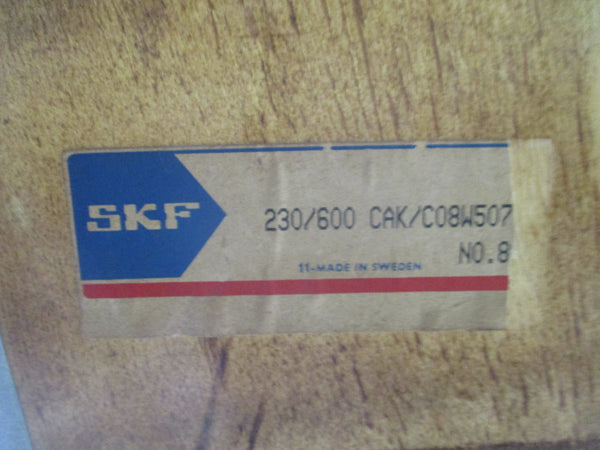 SKF
230/600 CAK/C08W507
NO.8
11-MADE IN SWEDEN